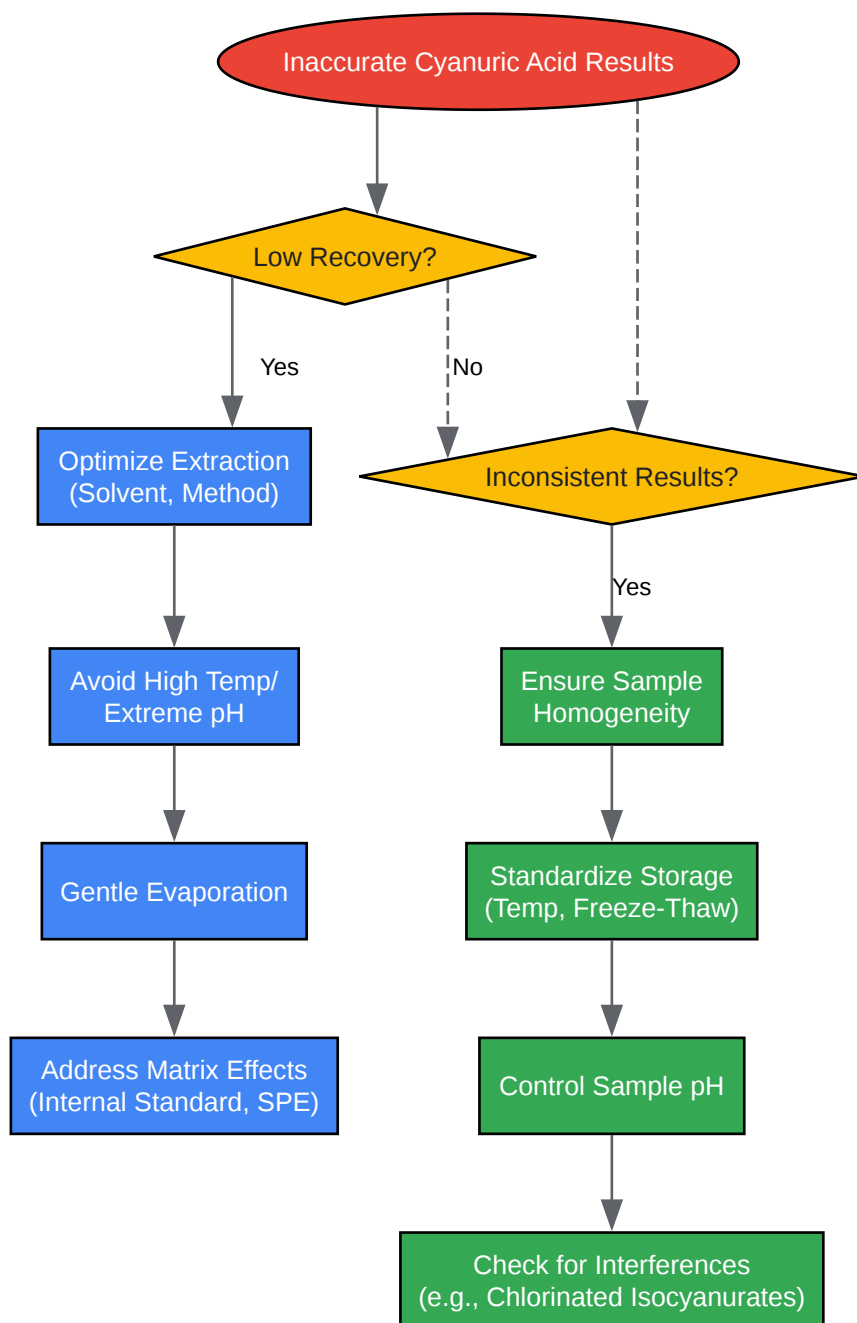 Inaccurate Cyanuric Acid Results
Low Recovery?
Yes
No
Optimize Extraction
(Solvent, Method)
Inconsistent Results?
Yes
Avoid High Temp/
Extreme pH
Ensure Sample
Homogeneity
Gentle Evaporation
Standardize Storage
(Temp, Freeze-Thaw)
Address Matrix Effects
(Internal Standard, SPE)
Control Sample pH
Check for Interferences
(e.g., Chlorinated Isocyanurates)